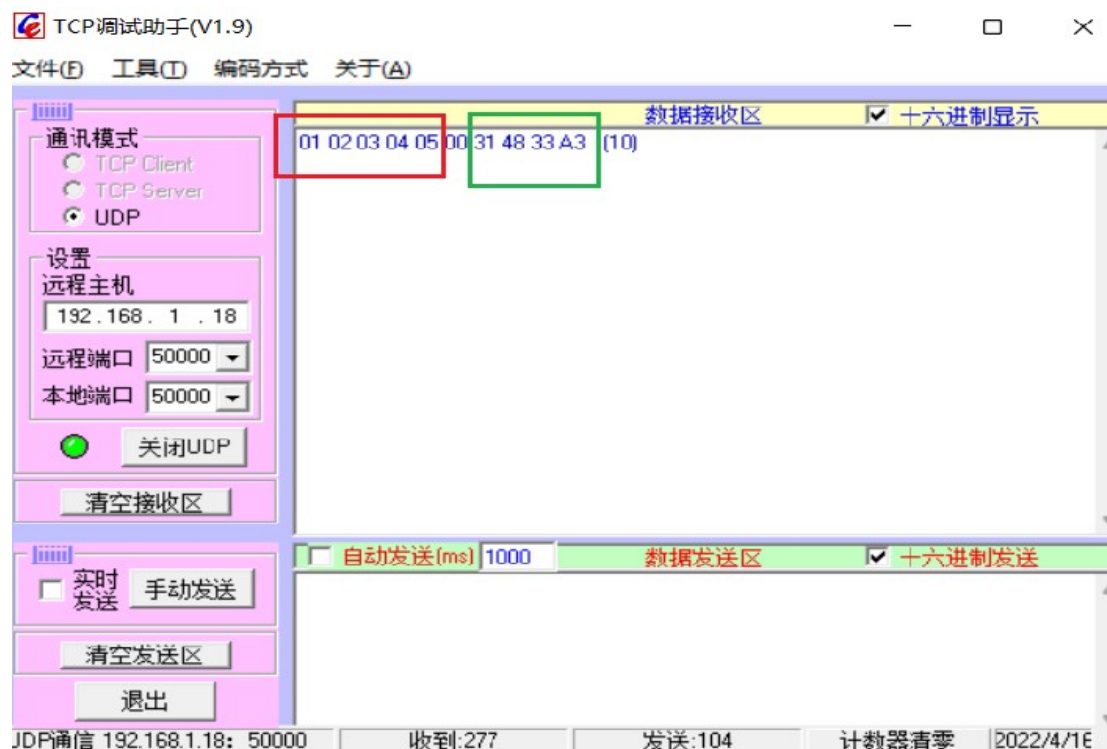 TCP调试助手(V1.9)
文件(F) 工具(T) 编码方式 关于(A)
数据接收区 十六进制显示
通讯模式
TCP Client
TCP Server
UDP
01 02 03 04 05 00 31 48 33 A3 (10)
设置
远程主机
192.168.1.18
远程端口 50000
本地端口 50000
关闭UDP
清空接收区
自动发送(ms) 1000 数据发送区 十六进制发送
实时发送 手动发送
清空发送区
退出
UDP通信 192.168.1.18：50000 收到:277 发送:104 计数器清零 2022/4/16